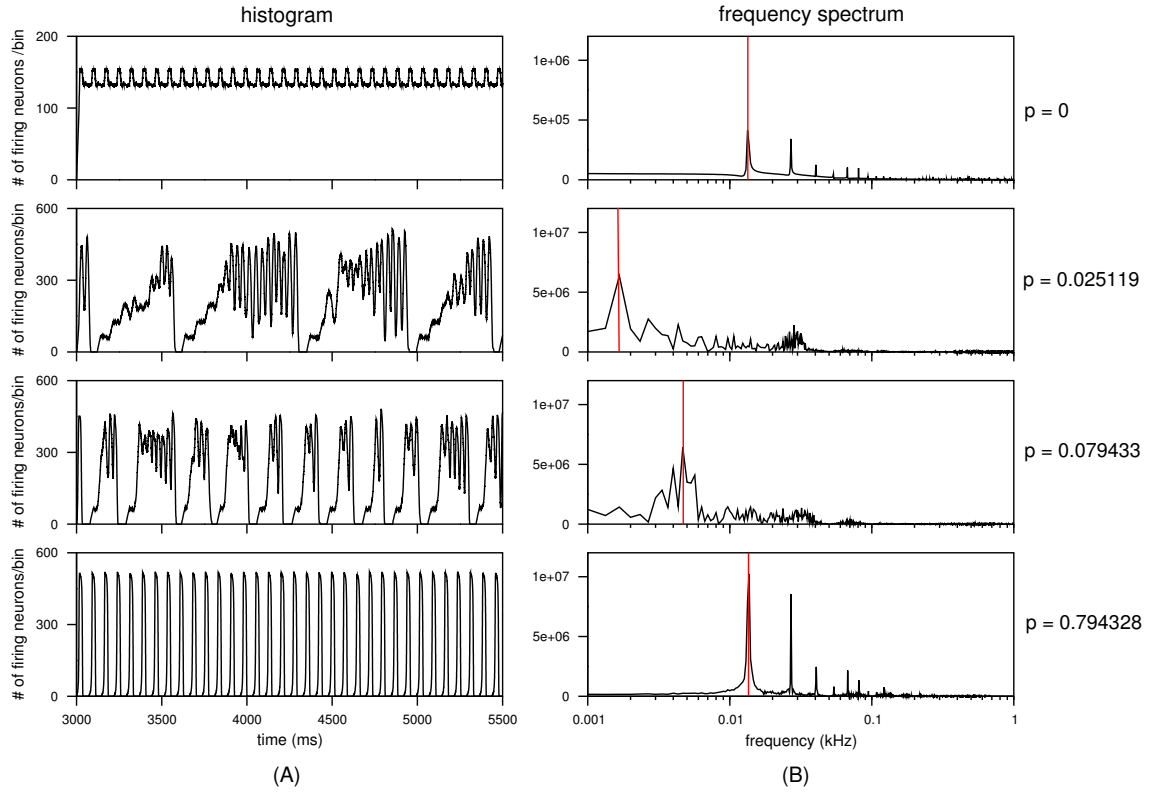 histogram
frequency spectrum
# of firing neurons /bin
200
100
0
1e+06
5e+05
0
p = 0
# of firing neurons/bin
600
300
0
1e+07
5e+06
0
p = 0.025119
# of firing neurons/bin
600
300
0
1e+07
5e+06
0
p = 0.079433
# of firing neurons/bin
600
300
0
1e+07
5e+06
0
p = 0.794328
3000 3500 4000 4500 5000 5500
0.001 0.01 0.1 1
time (ms)
frequency (kHz)
(A)
(B)